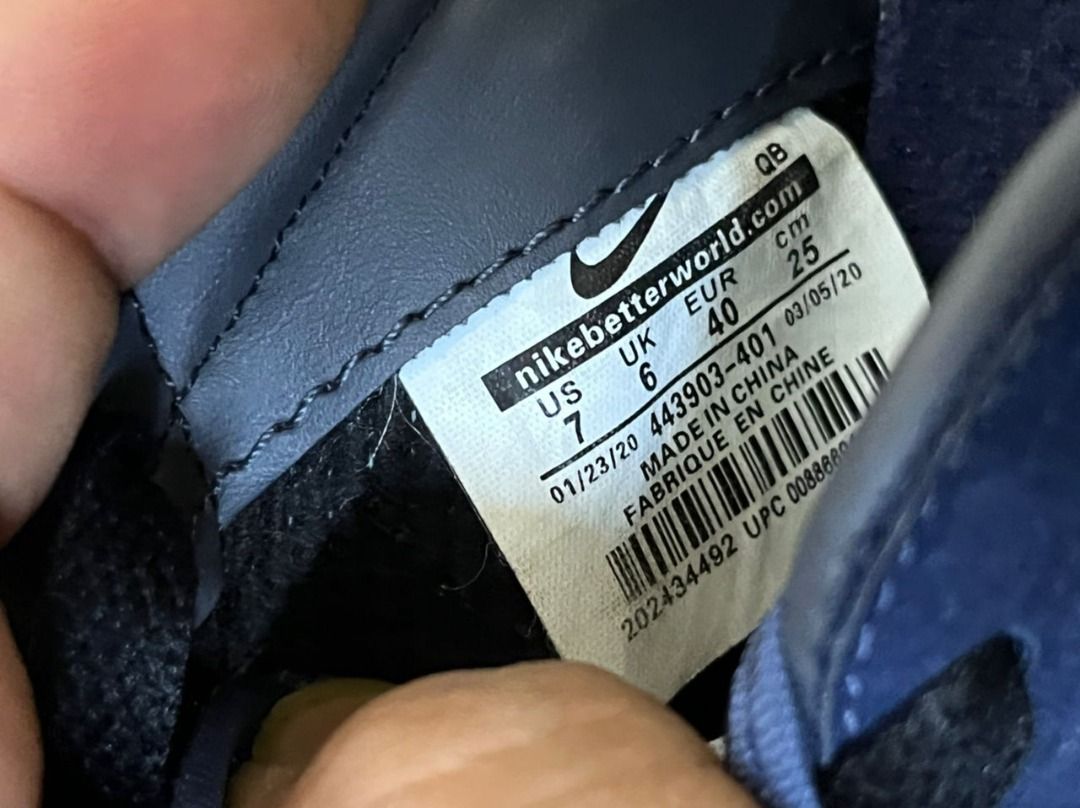 QB
nikebetterworld.com
US UK EUR cm
7 6 40 25
01/23/20 443903-401 03/05/20
MADE IN CHINA
FABRIQUE EN CHINE
202434492 UPC